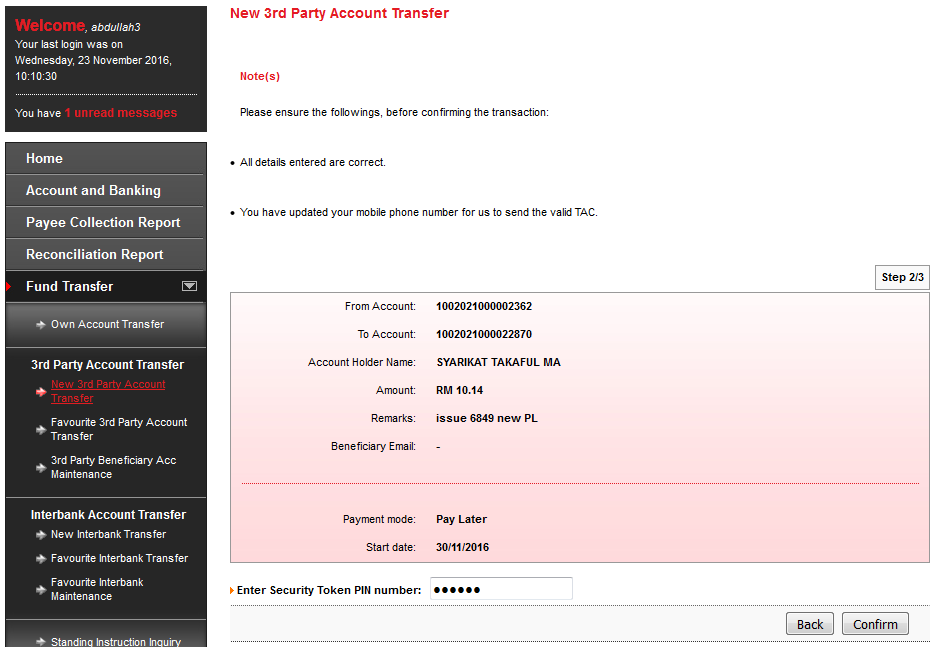 Welcome, abdullah3
Your last login was on
Wednesday, 23 November 2016,
10:10:30
You have 1 unread messages
Home
Account and Banking
Payee Collection Report
Reconciliation Report
Fund Transfer
Own Account Transfer
3rd Party Account Transfer
New 3rd Party Account
Transfer
Favourite 3rd Party Account
Transfer
3rd Party Beneficiary Acc
Maintenance
Interbank Account Transfer
New Interbank Transfer
Favourite Interbank Transfer
Favourite Interbank
Maintenance
Standing Instruction Inquiry
New 3rd Party Account Transfer
Note(s)
Please ensure the followings, before confirming the transaction:
• All details entered are correct.
• You have updated your mobile phone number for us to send the valid TAC.
Step 2/3
From Account: 1002021000002362
To Account: 1002021000022870
Account Holder Name: SYARIKAT TAKAFUL MA
Amount: RM 10.14
Remarks: issue 6849 new PL
Beneficiary Email: -
Payment mode: Pay Later
Start date: 30/11/2016
Enter Security Token PIN number: ●●●●●●
Back Confirm